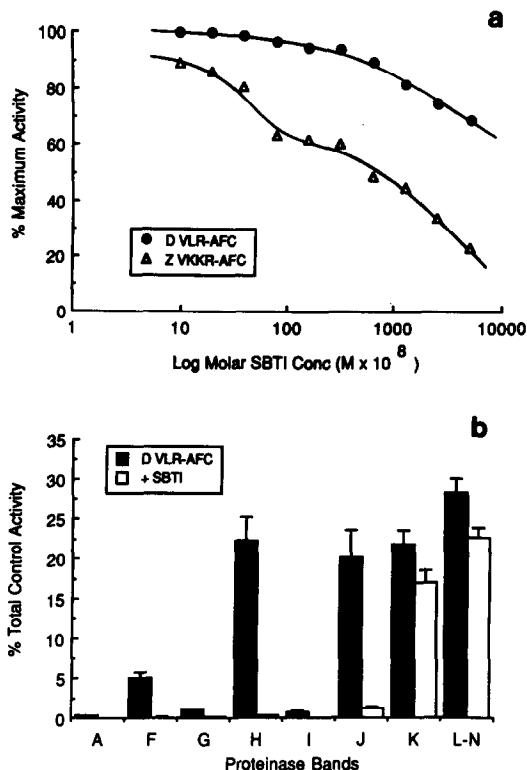 a
% Maximum Activity
100
80
60
40
20
0
D VLR-AFC
Z VKKR-AFC
1
10
100
1000
10000
Log Molar SBTI Conc (M x 10 8 )
b
% Total Control Activity
35
30
25
20
15
10
5
0
D VLR-AFC
+ SBTI
A F G H I J K L-N
Proteinase Bands